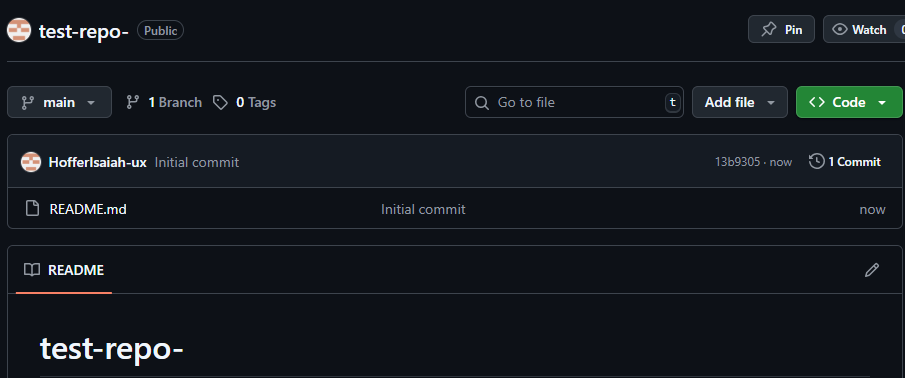 test-repo- Public Pin Watch
main 1 Branch 0 Tags Go to file t Add file Code
HofferIsaiah-ux Initial commit 13b9305 · now 1 Commit
README.md Initial commit now
README
test-repo-